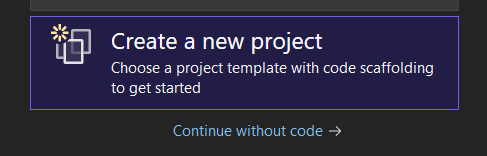 Create a new project
Choose a project template with code scaffolding
to get started
Continue without code →